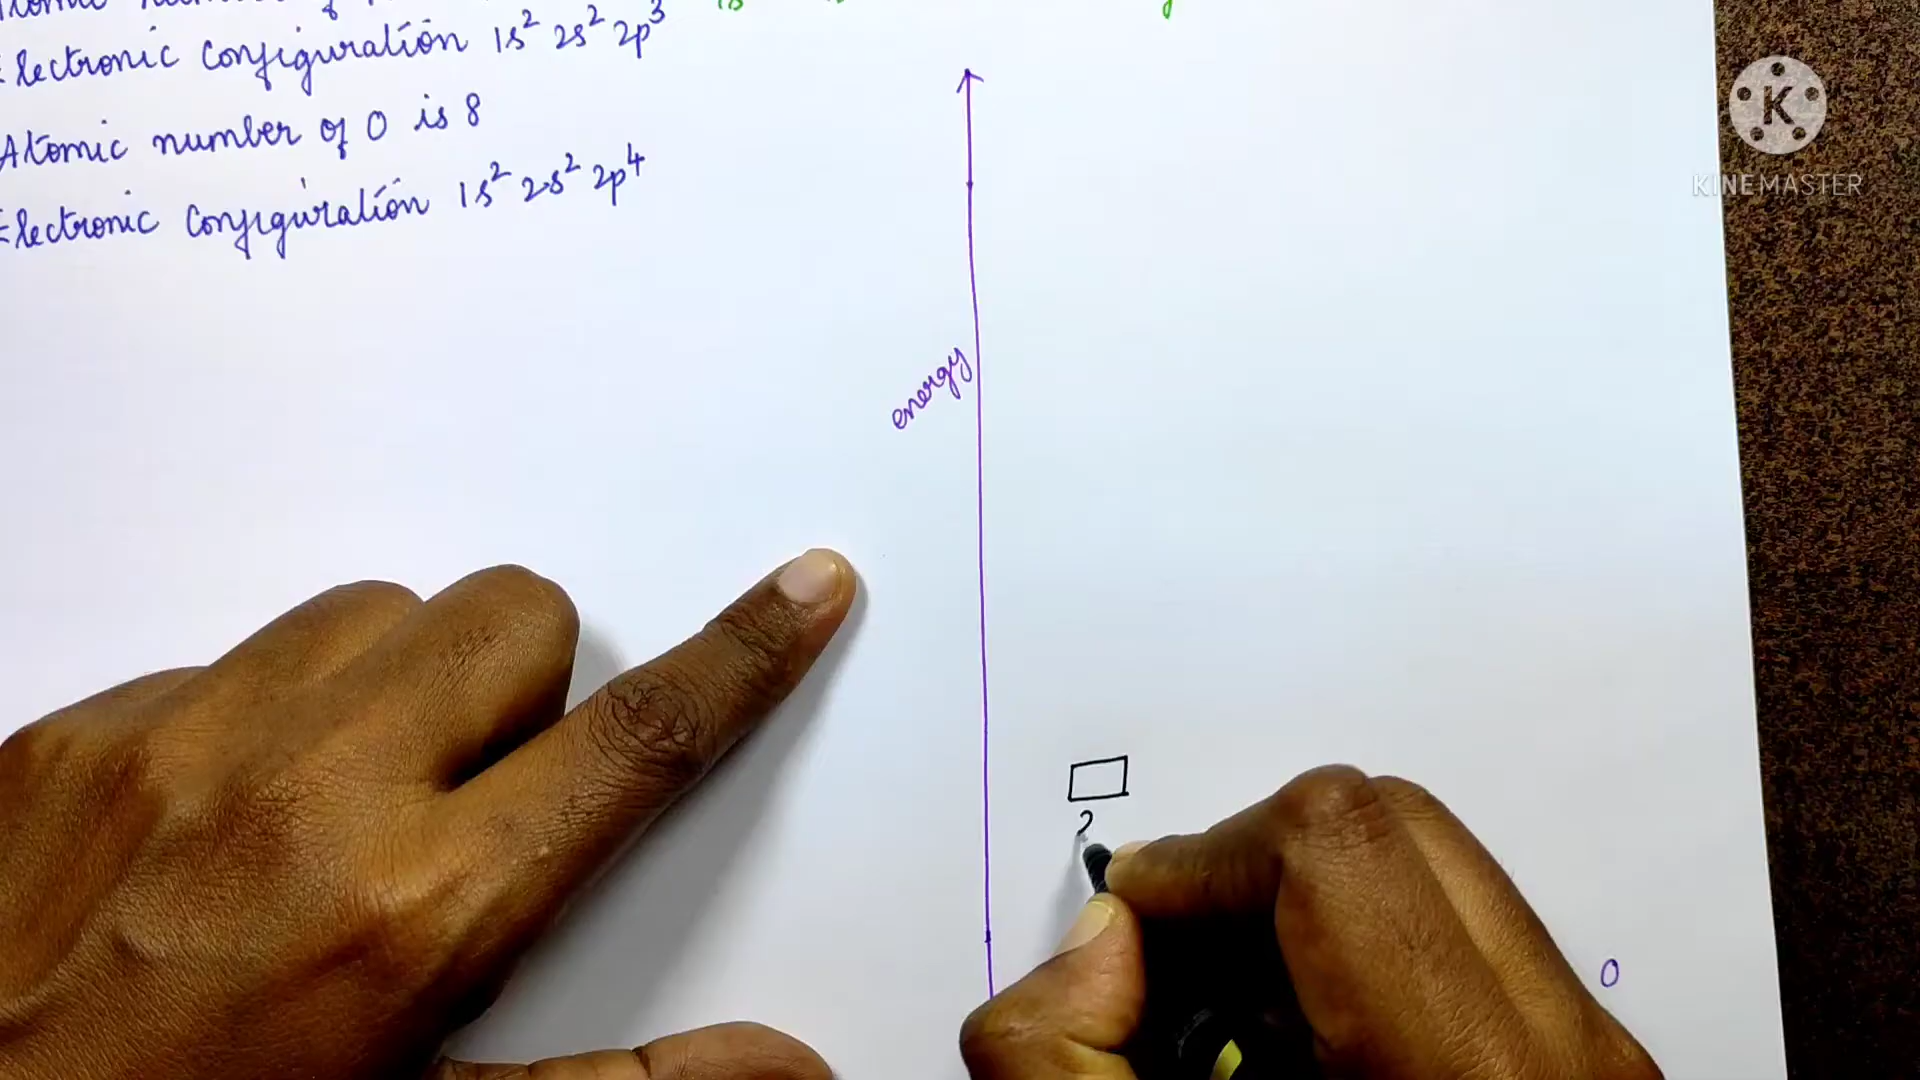 Electronic Configuration 1s² 2s² 2p³
Atomic number of O is 8
Electronic Configuration 1s² 2s² 2p⁴
energy
2
O
K
KINEMASTER